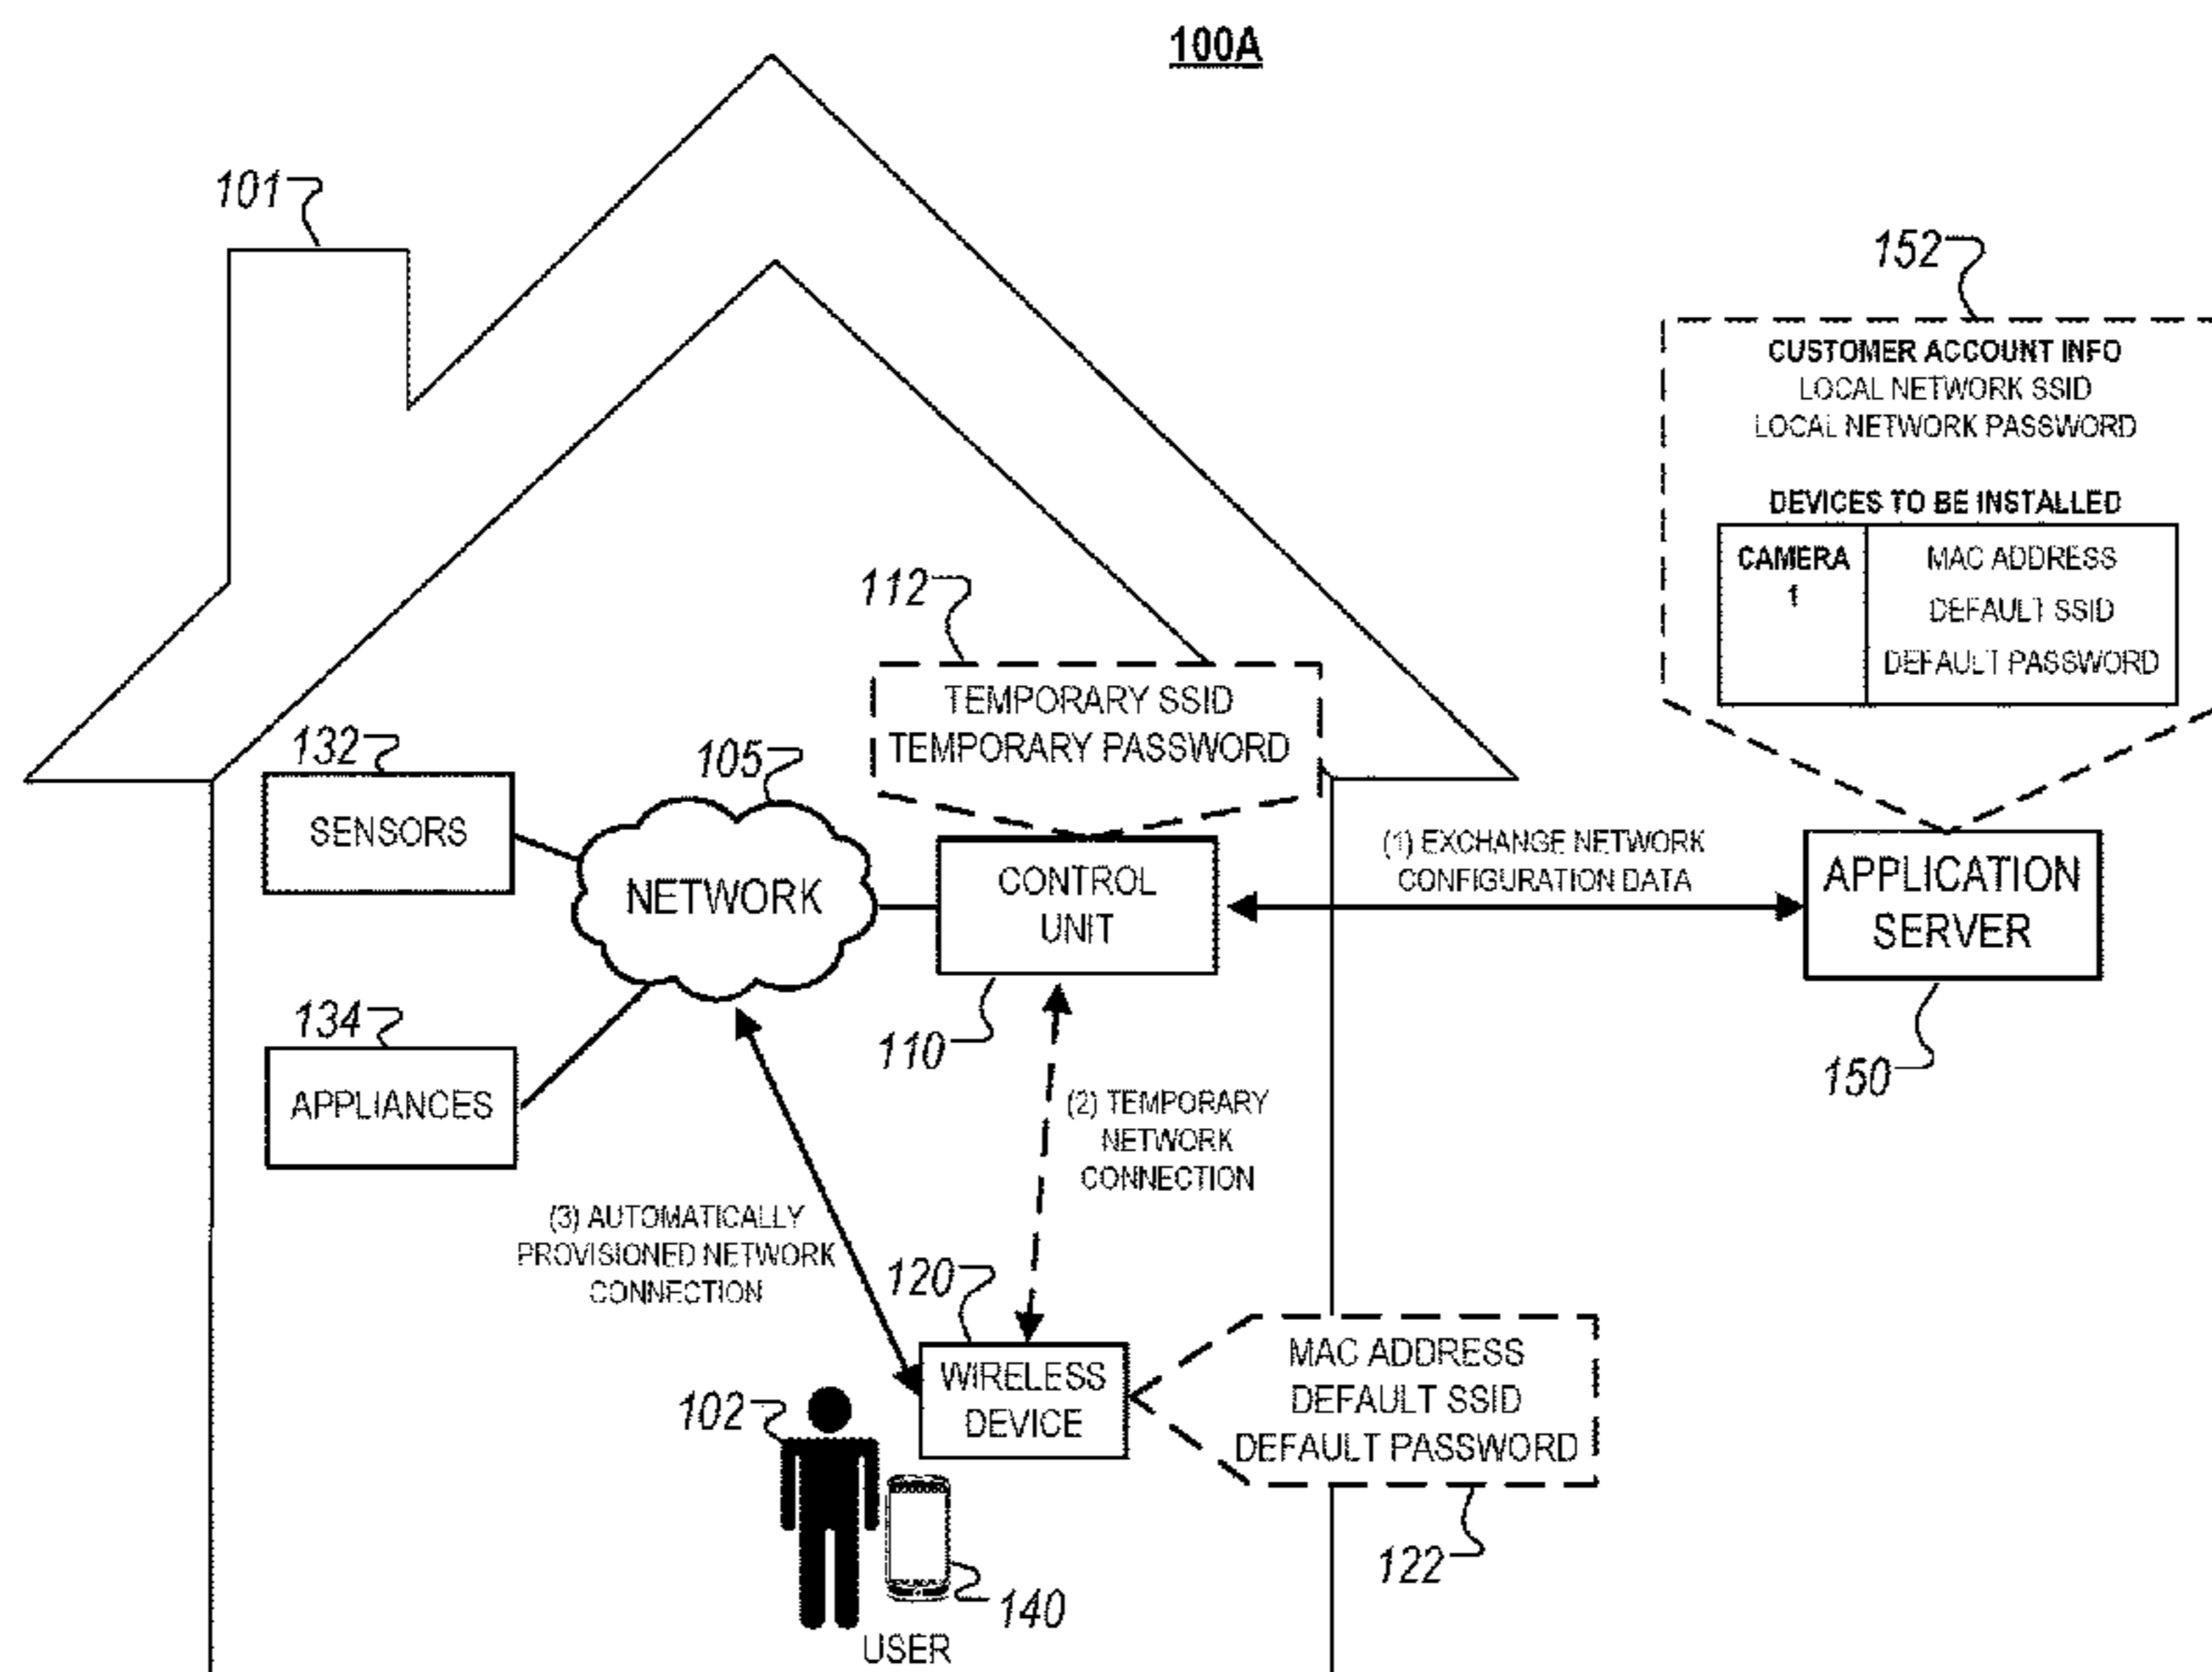 100A
101
152
CUSTOMER ACCOUNT INFO
LOCAL NETWORK SSID
LOCAL NETWORK PASSWORD
DEVICES TO BE INSTALLED
CAMERA
1
MAC ADDRESS
DEFAULT SSID
DEFAULT PASSWORD
112
TEMPORARY SSID
TEMPORARY PASSWORD
132
SENSORS
105
NETWORK
CONTROL
UNIT
110
(1) EXCHANGE NETWORK
CONFIGURATION DATA
APPLICATION
SERVER
150
134
APPLIANCES
(2) TEMPORARY
NETWORK
CONNECTION
(3) AUTOMATICALLY
PROVISIONED NETWORK
CONNECTION
120
WIRELESS
DEVICE
MAC ADDRESS
DEFAULT SSID
DEFAULT PASSWORD
122
102
140
USER